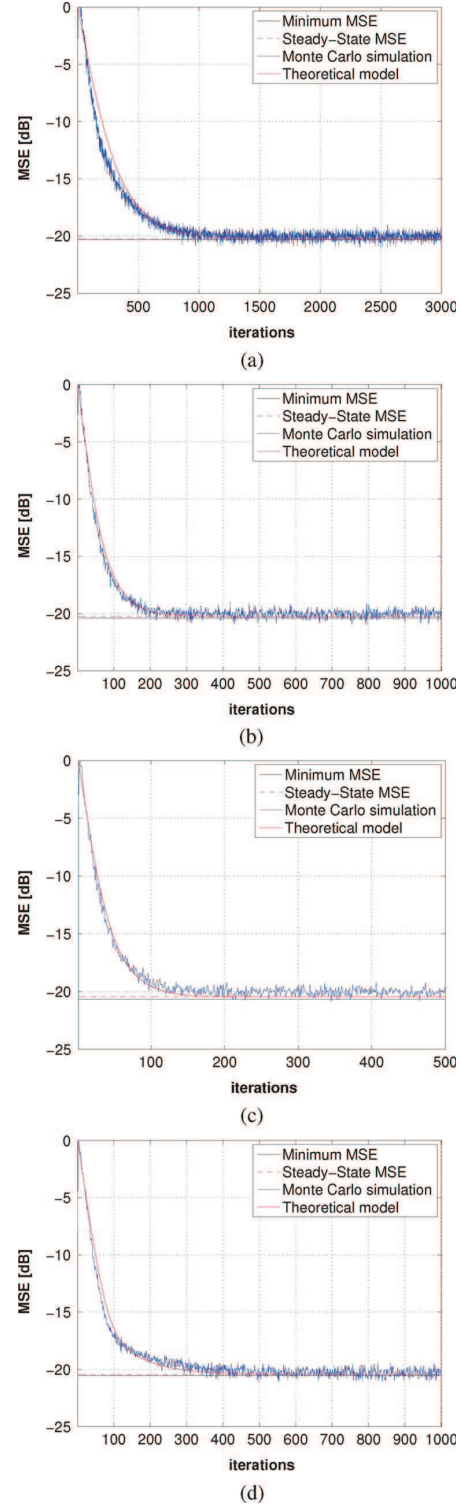 0
−5
−10
−15
−20
−25
MSE [dB]
Minimum MSE
Steady−State MSE
Monte Carlo simulation
Theoretical model
500 1000 1500 2000 2500 3000
iterations
(a)
0
−5
−10
−15
−20
−25
MSE [dB]
Minimum MSE
Steady−State MSE
Monte Carlo simulation
Theoretical model
100 200 300 400 500 600 700 800 900 1000
iterations
(b)
0
−5
−10
−15
−20
−25
MSE [dB]
Minimum MSE
Steady−State MSE
Monte Carlo simulation
Theoretical model
100 200 300 400 500
iterations
(c)
0
−5
−10
−15
−20
−25
MSE [dB]
Minimum MSE
Steady−State MSE
Monte Carlo simulation
Theoretical model
100 200 300 400 500 600 700 800 900 1000
iterations
(d)